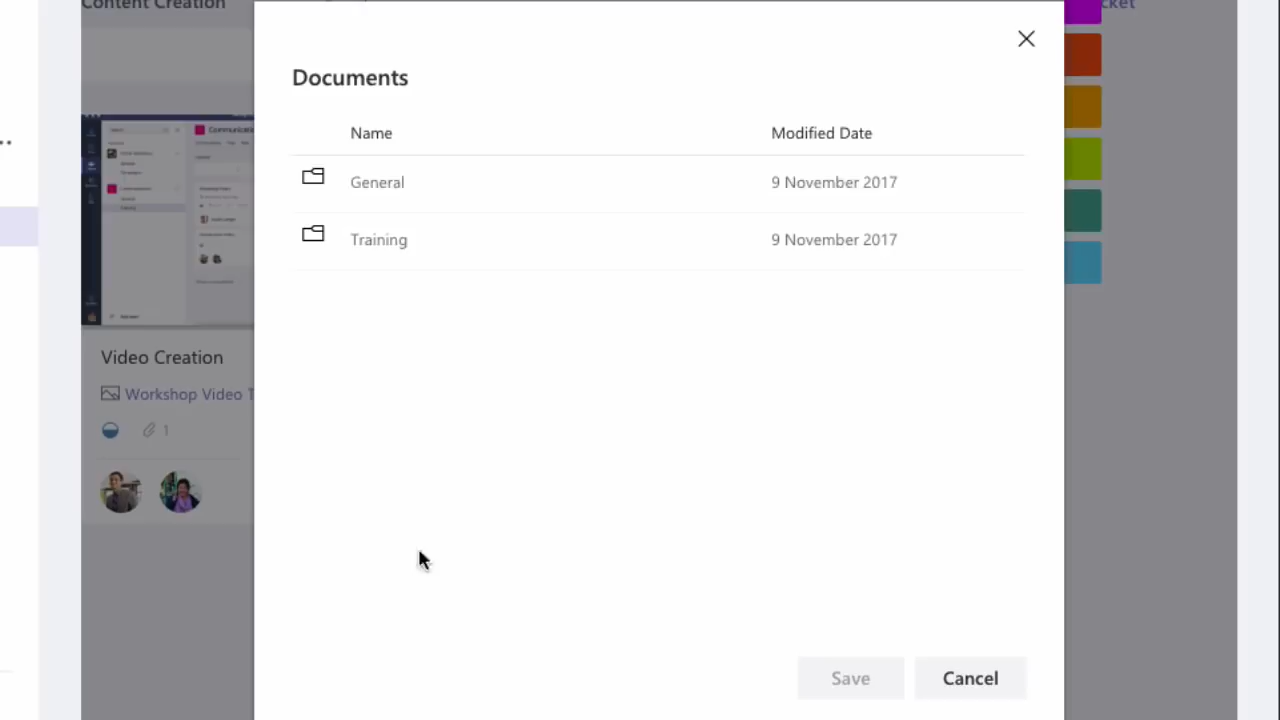 Content Creation
cket
Documents
Name
Modified Date
General
9 November 2017
Training
9 November 2017
Video Creation
Workshop Video T
1
Save
Cancel